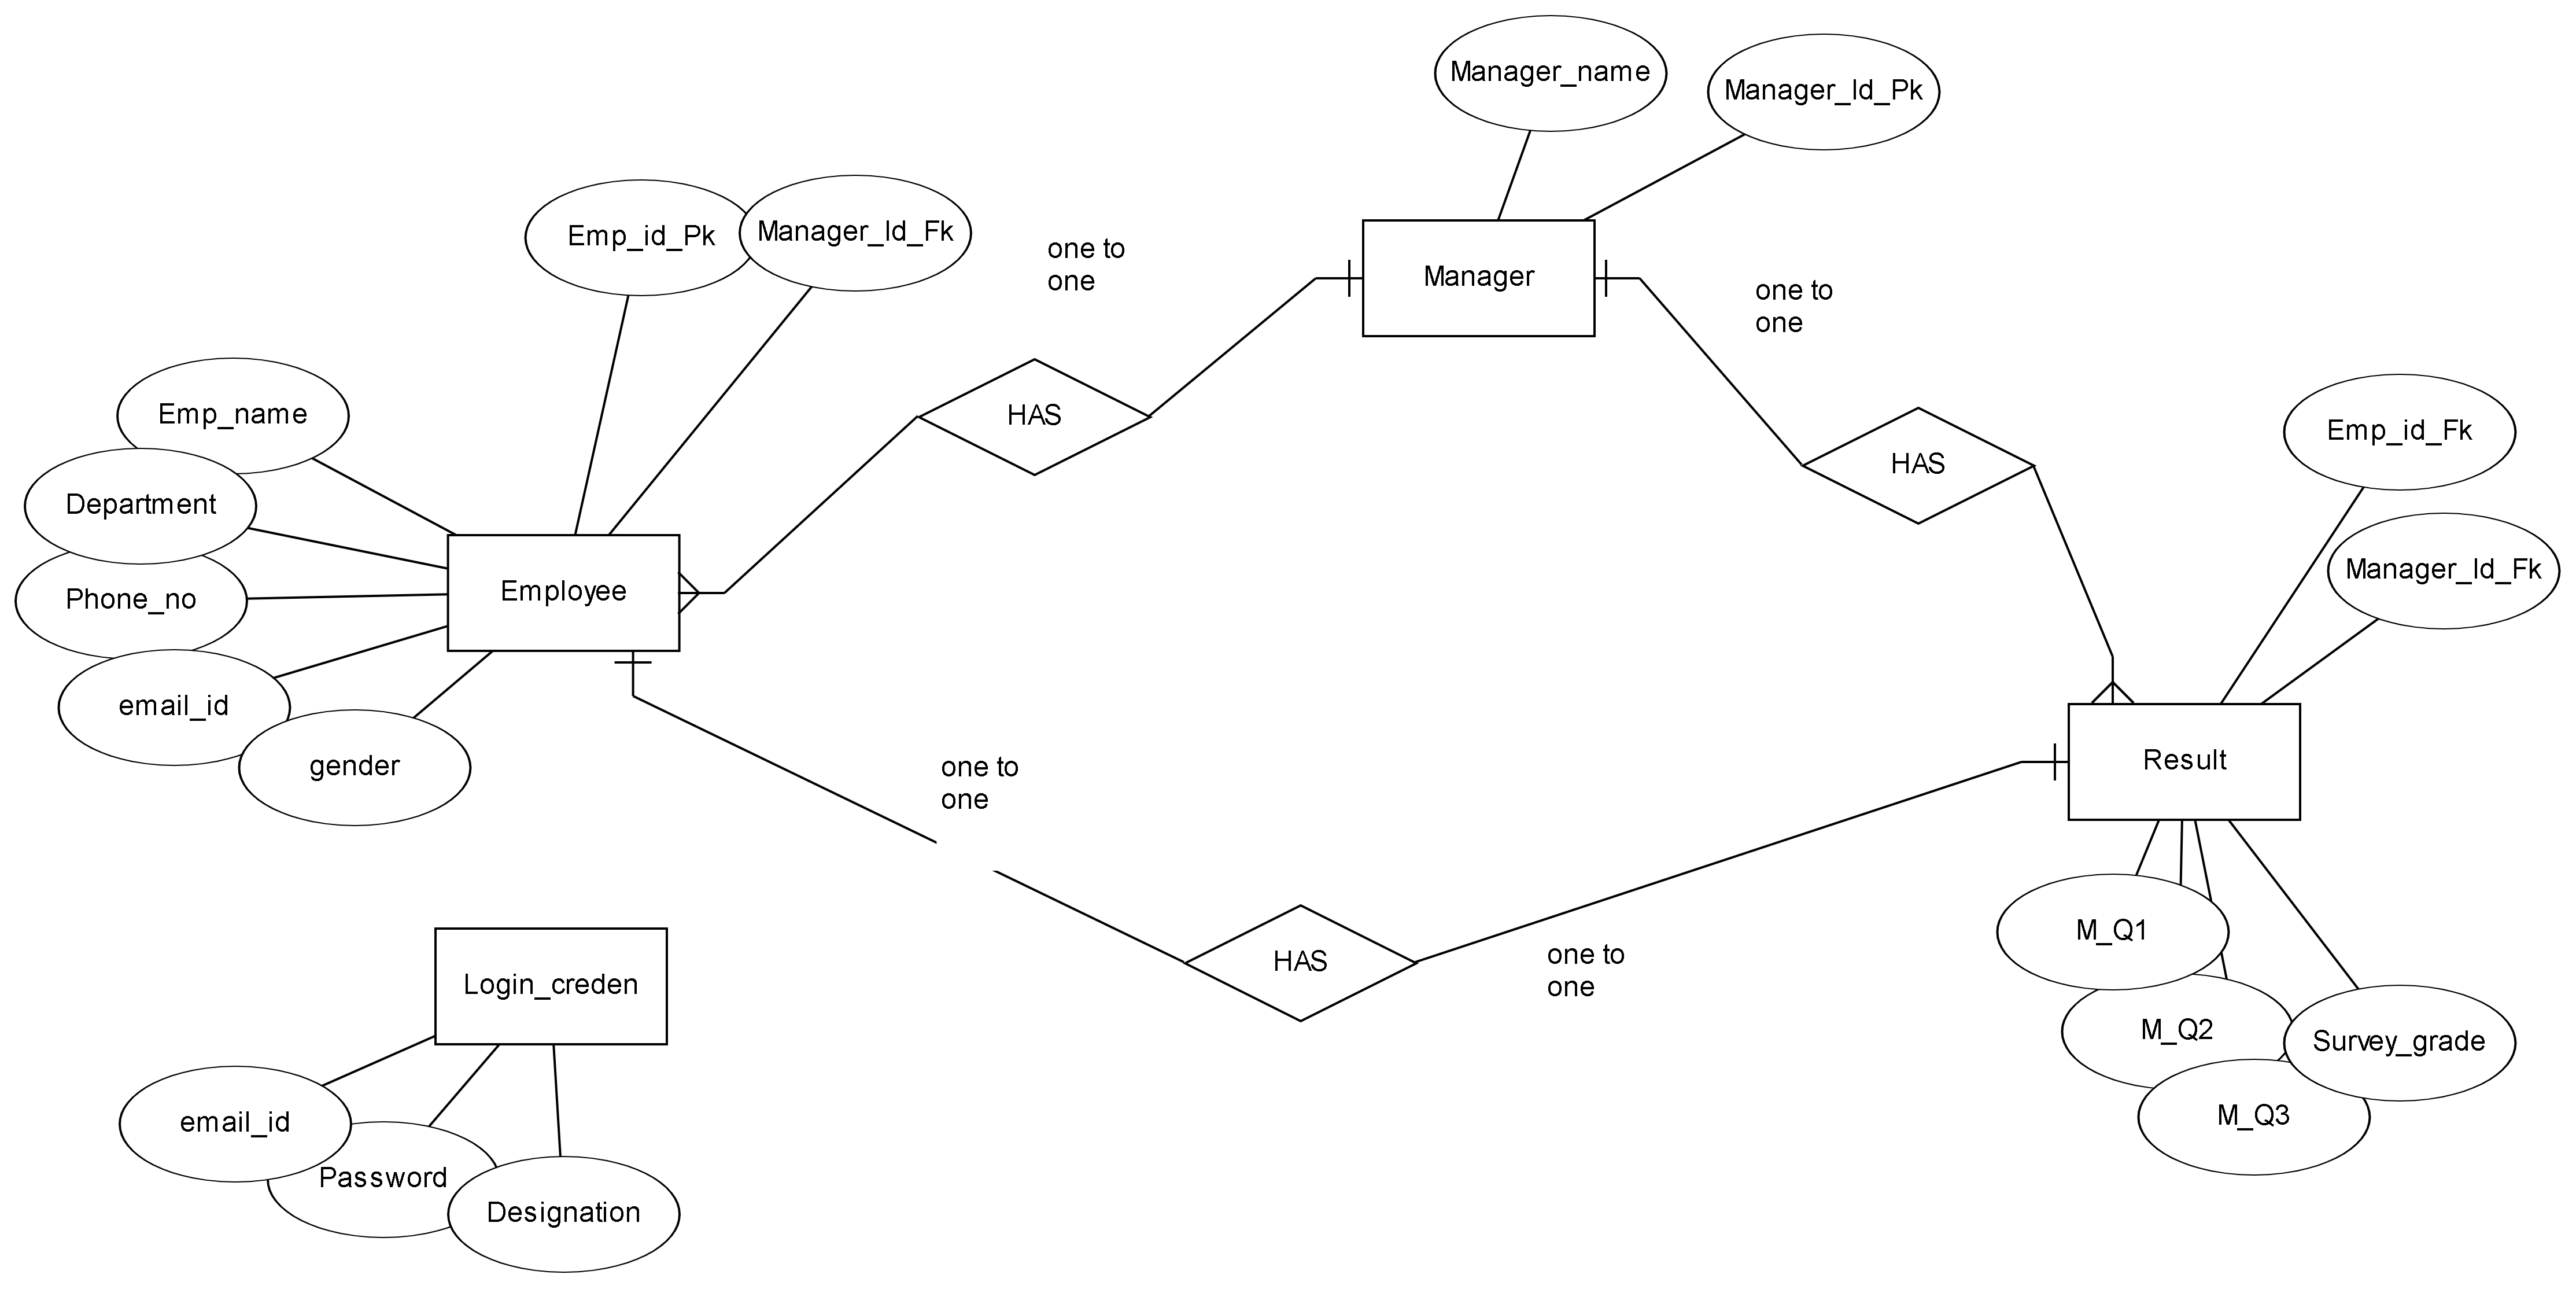 Manager_name
Manager_Id_Pk
Emp_id_Pk
Manager_Id_Fk
one to
one
Manager
one to
one
HAS
Emp_name
HAS
Emp_id_Fk
Department
Manager_Id_Fk
Employee
Phone_no
email_id
gender
one to
one
Result
Login_creden
HAS
one to
one
M_Q1
M_Q2
Survey_grade
M_Q3
email_id
Password
Designation